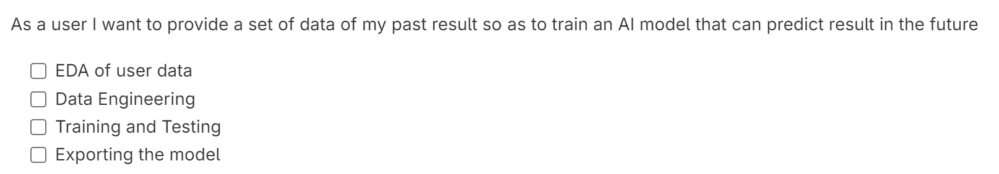 As a user I want to provide a set of data of my past result so as to train an AI model that can predict result in the future
EDA of user data
Data Engineering
Training and Testing
Exporting the model